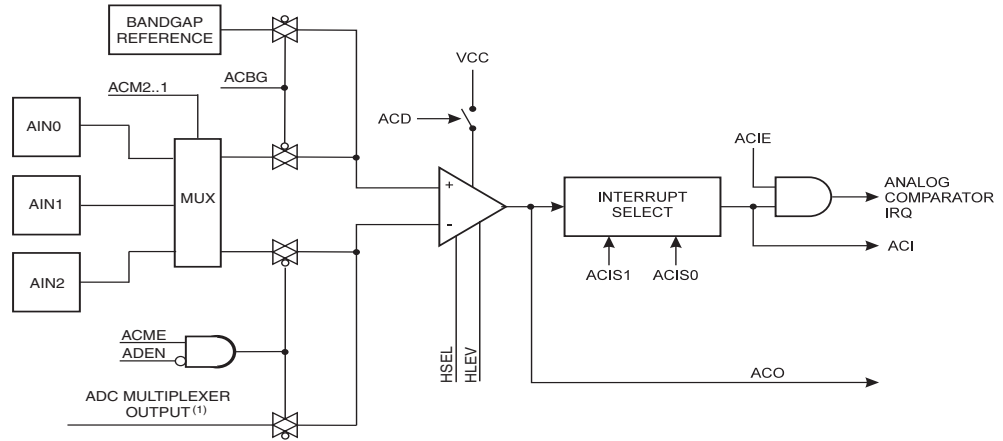 BANDGAP
REFERENCE
VCC
ACBG
ACM2..1
ACD
AIN0
ACIE
MUX
+
INTERRUPT
SELECT
ANALOG
COMPARATOR
IRQ
AIN1
-
ACI
ACIS1
ACIS0
AIN2
ACME
ADEN
HSEL
HLEV
ACO
ADC MULTIPLEXER
OUTPUT(1)